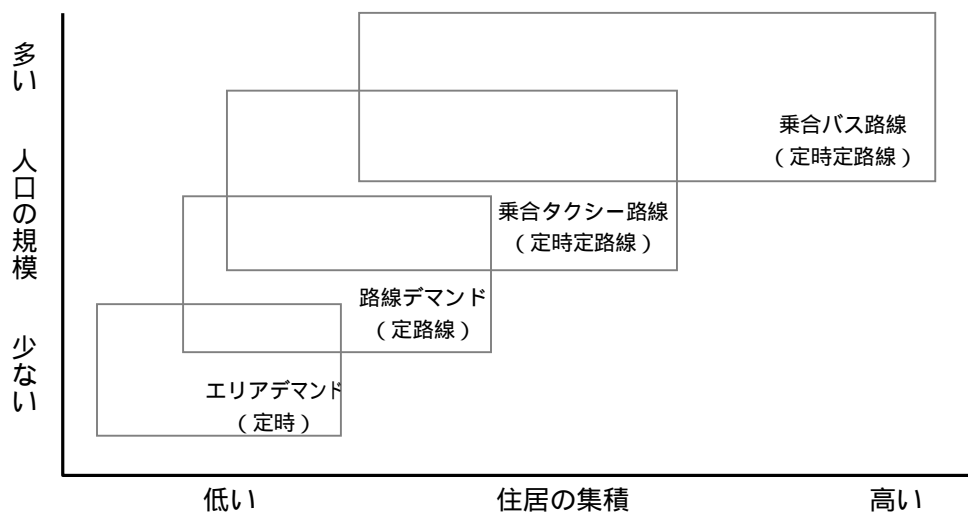 多い
人口の規模
少ない
乗合バス路線
(定時定路線)
乗合タクシー路線
(定時定路線)
路線デマンド
(定路線)
エリアデマンド
(定時)
低い
住居の集積
高い